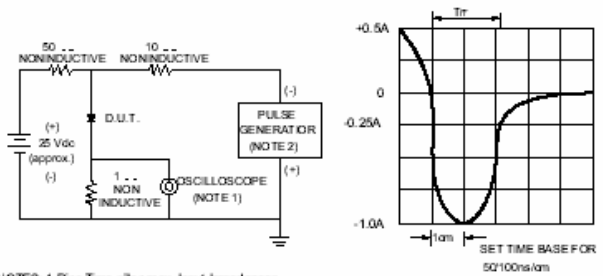 50
NONINDUCTIVE
10
NONINDUCTIVE
(+)
25 Vdc
(approx.)
(-)
D.U.T.
1
NON
INDUCTIVE
OSCILLOSCOPE
(NOTE 1)
(-)
PULSE
GENERATIOR
(NOTE 2)
(+)
Trr
+0.5A
0
-0.25A
-1.0A
1cm
SET TIME BASE FOR
50/100ns/cm